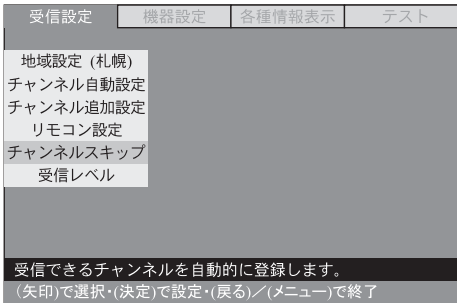 受信設定 機器設定 各種情報表示 テスト
地域設定 (札幌)
チャンネル自動設定
チャンネル追加設定
リモコン設定
チャンネルスキップ
受信レベル
受信できるチャンネルを自動的に登録します。
(矢印)で選択・(決定)で設定・(戻る)／(メニュー)で終了